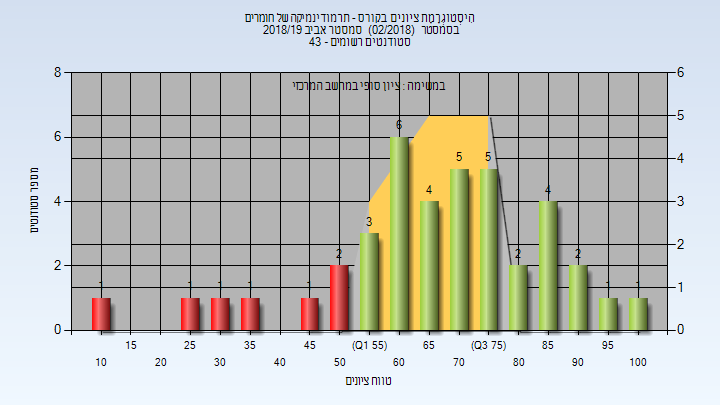 היסטוגרמת ציונים בקורס - תרמודינמיקה של חומרים
בסמסטר (02/2018) סמסטר אביב 2018/19
סטודנטים רשומים - 43
במשימה : ציון סופי במחשב המרכזי
מספר סטודנטים
8
6
4
2
0
6
5
4
3
2
1
0
1 1 1 1 1 2 3 6 4 5 5 2 4 2 1 1
15 25 35 45 (Q1 55) 65 (Q3 75) 85 95
10 20 30 40 50 60 70 80 90 100
טווח ציונים